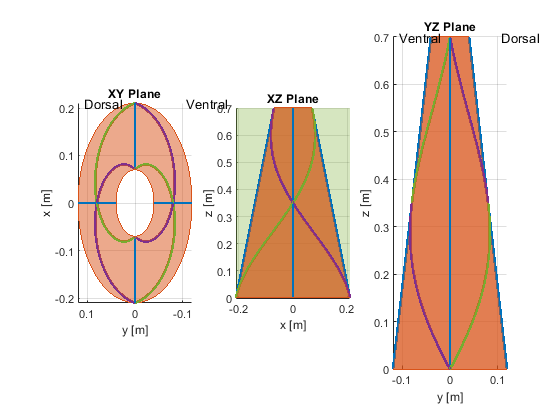 XY Plane
Dorsal
Ventral
0.2
0.1
0
-0.1
-0.2
x [m]
0.1
0
-0.1
y [m]
XZ Plane
0.7
0.6
0.5
0.4
0.3
0.2
0.1
0
z [m]
-0.2
0
0.2
x [m]
YZ Plane
Ventral
Dorsal
0.7
0.6
0.5
0.4
0.3
0.2
0.1
0
z [m]
-0.1
0
0.1
y [m]